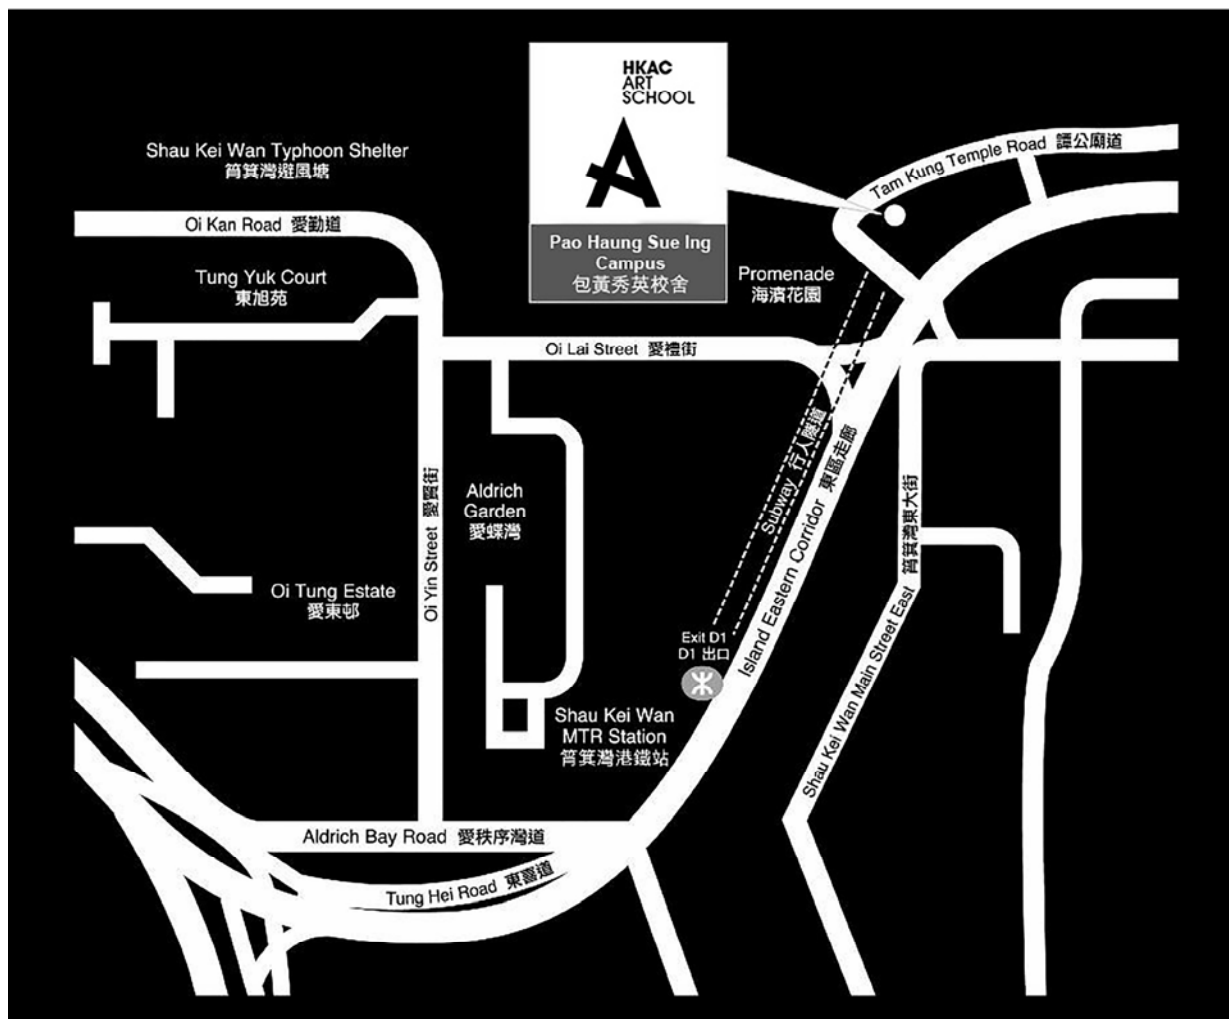 HKAC
ART
SCHOOL
Pao Haung Sue Ing
Campus
包黃秀英校舍
Shau Kei Wan Typhoon Shelter
筲箕灣避風塘
Tam Kung Temple Road 譚公廟道
Oi Kan Road 愛勤道
Tung Yuk Court
東旭苑
Promenade
海濱花園
Oi Lai Street 愛禮街
Subway 行人隧道
Island Eastern Corridor 東區走廊
Shau Kei Wan Main Street East 筲箕灣東大街
Oi Yin Street 愛賢街
Aldrich
Garden
愛蝶灣
Oi Tung Estate
愛東邨
Exit D1
D1 出口
Shau Kei Wan
MTR Station
筲箕灣港鐵站
Aldrich Bay Road 愛秩序灣道
Tung Hei Road 東喜道